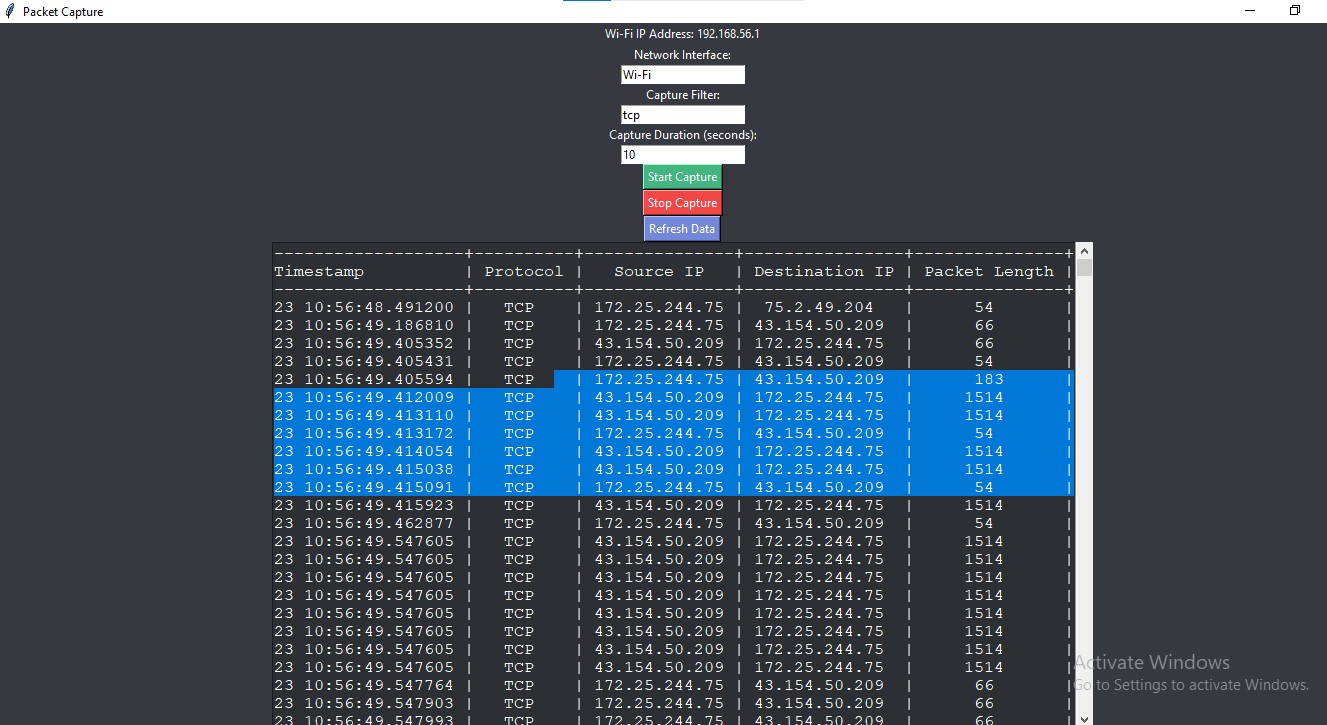 Packet Capture
Wi-Fi IP Address: 192.168.56.1
Network Interface:
Wi-Fi
Capture Filter:
tcp
Capture Duration (seconds):
10
Start Capture
Stop Capture
Refresh Data
-------------------+----------+---------------+----------------+---------------+
Timestamp | Protocol | Source IP | Destination IP | Packet Length |
-------------------+----------+---------------+----------------+---------------+
23 10:56:48.491200 | TCP | 172.25.244.75 | 75.2.49.204 | 54 |
23 10:56:49.186810 | TCP | 172.25.244.75 | 43.154.50.209 | 66 |
23 10:56:49.405352 | TCP | 43.154.50.209 | 172.25.244.75 | 66 |
23 10:56:49.405431 | TCP | 172.25.244.75 | 43.154.50.209 | 54 |
23 10:56:49.405594 | TCP | 172.25.244.75 | 43.154.50.209 | 183 |
23 10:56:49.412009 | TCP | 43.154.50.209 | 172.25.244.75 | 1514 |
23 10:56:49.413110 | TCP | 43.154.50.209 | 172.25.244.75 | 1514 |
23 10:56:49.413172 | TCP | 172.25.244.75 | 43.154.50.209 | 54 |
23 10:56:49.414054 | TCP | 43.154.50.209 | 172.25.244.75 | 1514 |
23 10:56:49.415038 | TCP | 43.154.50.209 | 172.25.244.75 | 1514 |
23 10:56:49.415091 | TCP | 172.25.244.75 | 43.154.50.209 | 54 |
23 10:56:49.415923 | TCP | 43.154.50.209 | 172.25.244.75 | 1514 |
23 10:56:49.462877 | TCP | 172.25.244.75 | 43.154.50.209 | 54 |
23 10:56:49.547605 | TCP | 43.154.50.209 | 172.25.244.75 | 1514 |
23 10:56:49.547605 | TCP | 43.154.50.209 | 172.25.244.75 | 1514 |
23 10:56:49.547605 | TCP | 43.154.50.209 | 172.25.244.75 | 1514 |
23 10:56:49.547605 | TCP | 43.154.50.209 | 172.25.244.75 | 1514 |
23 10:56:49.547605 | TCP | 43.154.50.209 | 172.25.244.75 | 1514 |
23 10:56:49.547605 | TCP | 43.154.50.209 | 172.25.244.75 | 1514 |
23 10:56:49.547605 | TCP | 43.154.50.209 | 172.25.244.75 | 1514 |
23 10:56:49.547605 | TCP | 43.154.50.209 | 172.25.244.75 | 1514 |
23 10:56:49.547764 | TCP | 172.25.244.75 | 43.154.50.209 | 66 |
23 10:56:49.547903 | TCP | 172.25.244.75 | 43.154.50.209 | 66 |
23 10:56:49.547993 | TCP | 172.25.244.75 | 43.154.50.209 | 66 |
Activate Windows
Go to Settings to activate Windows.